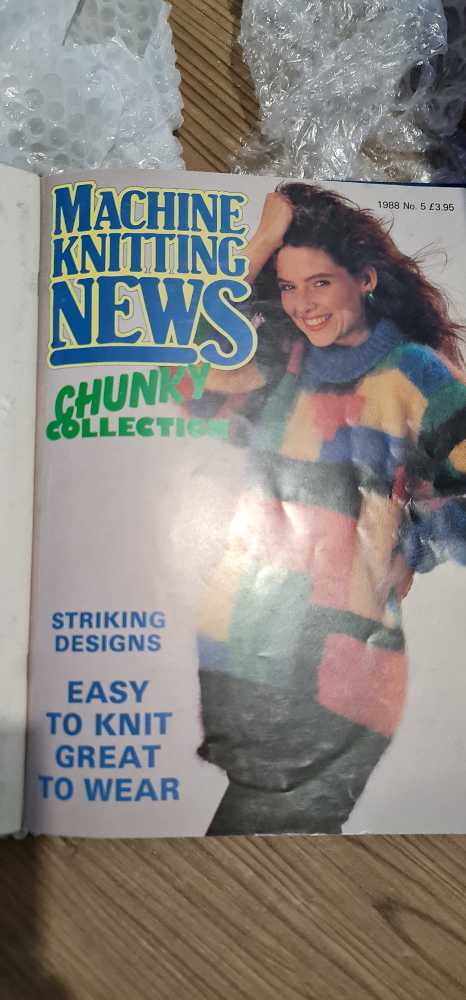 MACHINE
KNITTING
NEWS
1988 No. 5 £3.95
CHUNKY
COLLECTION
STRIKING
DESIGNS
EASY
TO KNIT
GREAT
TO WEAR